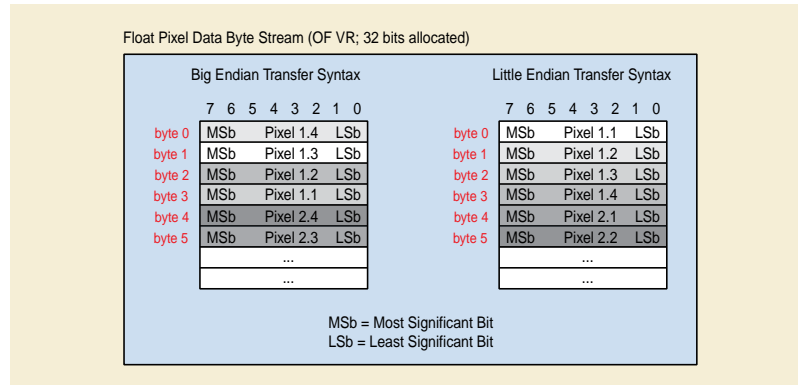 Float Pixel Data Byte Stream (OF VR; 32 bits allocated)
Big Endian Transfer Syntax
7 6 5 4 3 2 1 0
byte 0 MSb Pixel 1.4 LSb
byte 1 MSb Pixel 1.3 LSb
byte 2 MSb Pixel 1.2 LSb
byte 3 MSb Pixel 1.1 LSb
byte 4 MSb Pixel 2.4 LSb
byte 5 MSb Pixel 2.3 LSb
...
...
Little Endian Transfer Syntax
7 6 5 4 3 2 1 0
byte 0 MSb Pixel 1.1 LSb
byte 1 MSb Pixel 1.2 LSb
byte 2 MSb Pixel 1.3 LSb
byte 3 MSb Pixel 1.4 LSb
byte 4 MSb Pixel 2.1 LSb
byte 5 MSb Pixel 2.2 LSb
...
...
MSb = Most Significant Bit
LSb = Least Significant Bit